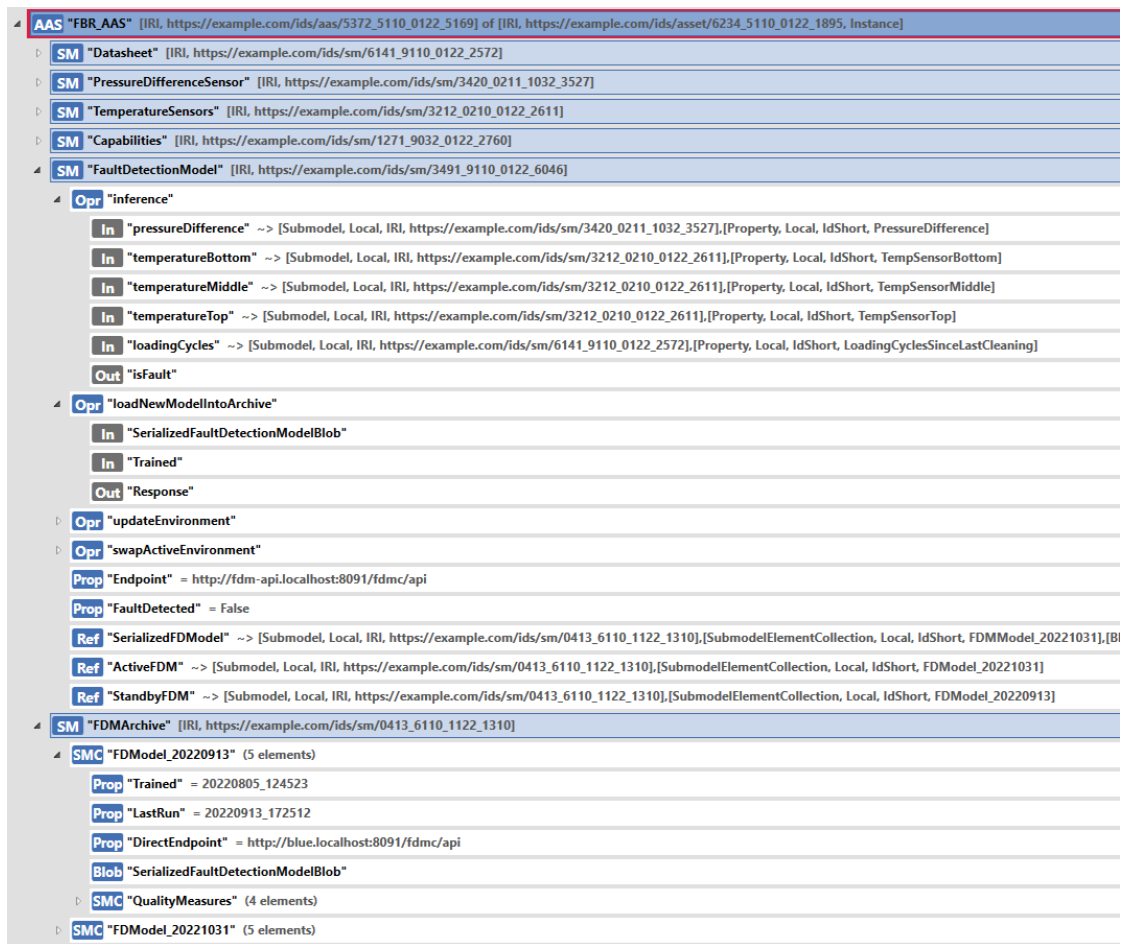 AAS "FBR_AAS" [IRI, https://example.com/ids/aas/5372_5110_0122_5169] of [IRI, https://example.com/ids/asset/6234_5110_0122_1895, Instance]
SM "Datasheet" [IRI, https://example.com/ids/sm/6141_9110_0122_2572]
SM "PressureDifferenceSensor" [IRI, https://example.com/ids/sm/3420_0211_1032_3527]
SM "TemperatureSensors" [IRI, https://example.com/ids/sm/3212_0210_0122_2611]
SM "Capabilities" [IRI, https://example.com/ids/sm/1271_9032_0122_2760]
SM "FaultDetectionModel" [IRI, https://example.com/ids/sm/3491_9110_0122_6046]
Opr "inference"
In "pressureDifference" ~> [Submodel, Local, IRI, https://example.com/ids/sm/3420_0211_1032_3527],[Property, Local, IdShort, PressureDifference]
In "temperatureBottom" ~> [Submodel, Local, IRI, https://example.com/ids/sm/3212_0210_0122_2611],[Property, Local, IdShort, TempSensorBottom]
In "temperatureMiddle" ~> [Submodel, Local, IRI, https://example.com/ids/sm/3212_0210_0122_2611],[Property, Local, IdShort, TempSensorMiddle]
In "temperatureTop" ~> [Submodel, Local, IRI, https://example.com/ids/sm/3212_0210_0122_2611],[Property, Local, IdShort, TempSensorTop]
In "loadingCycles" ~> [Submodel, Local, IRI, https://example.com/ids/sm/6141_9110_0122_2572],[Property, Local, IdShort, LoadingCyclesSinceLastCleaning]
Out "isFault"
Opr "loadNewModelIntoArchive"
In "SerializedFaultDetectionModelBlob"
In "Trained"
Out "Response"
Opr "updateEnvironment"
Opr "swapActiveEnvironment"
Prop "Endpoint" = http://fdm-api.localhost:8091/fdmc/api
Prop "FaultDetected" = False
Ref "SerializedFDModel" ~> [Submodel, Local, IRI, https://example.com/ids/sm/0413_6110_1122_1310],[SubmodelElementCollection, Local, IdShort, FDMModel_20221031],[Bl
Ref "ActiveFDM" ~> [Submodel, Local, IRI, https://example.com/ids/sm/0413_6110_1122_1310],[SubmodelElementCollection, Local, IdShort, FDModel_20221031]
Ref "StandbyFDM" ~> [Submodel, Local, IRI, https://example.com/ids/sm/0413_6110_1122_1310],[SubmodelElementCollection, Local, IdShort, FDModel_20220913]
SM "FDMArchive" [IRI, https://example.com/ids/sm/0413_6110_1122_1310]
SMC "FDModel_20220913" (5 elements)
Prop "Trained" = 20220805_124523
Prop "LastRun" = 20220913_172512
Prop "DirectEndpoint" = http://blue.localhost:8091/fdmc/api
Blob "SerializedFaultDetectionModelBlob"
SMC "QualityMeasures" (4 elements)
SMC "FDModel_20221031" (5 elements)